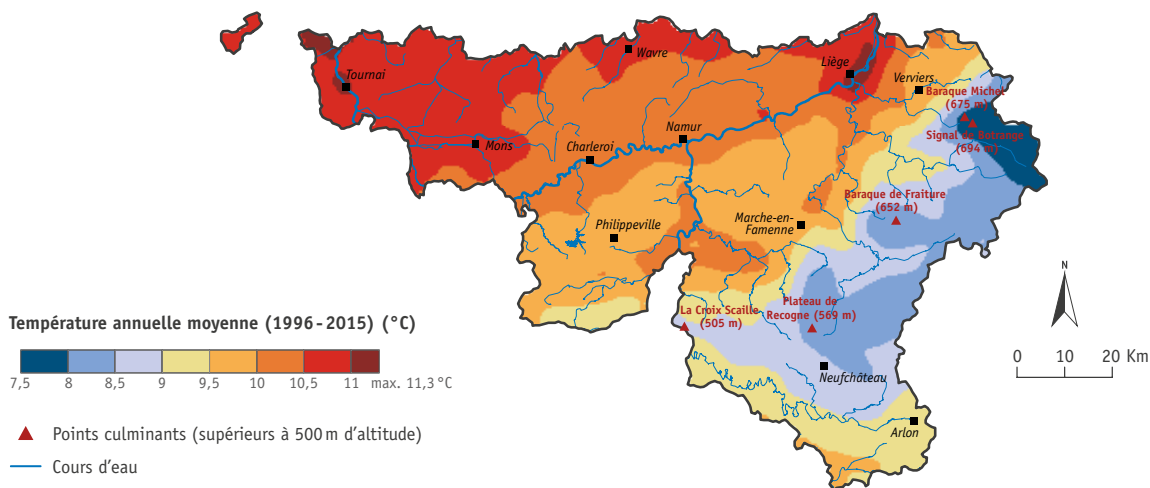 Tournai
Wavre
Liège
Verviers
Baraque Michel
(675 m)
Signal du Botrange
(694 m)
Mons
Charleroi
Namur
Baraque de Fraiture
(652 m)
Philippeville
Marche-en-
Famenne
La Croix Scaille
(505 m)
Plateau de
Recogne (569 m)
Neufchâteau
Arlon
N
0 10 20 Km
Température annuelle moyenne (1996-2015) (°C)
7,5 8 8,5 9 9,5 10 10,5 11 max. 11,3 °C
Points culminants (supérieurs à 500 m d'altitude)
Cours d'eau